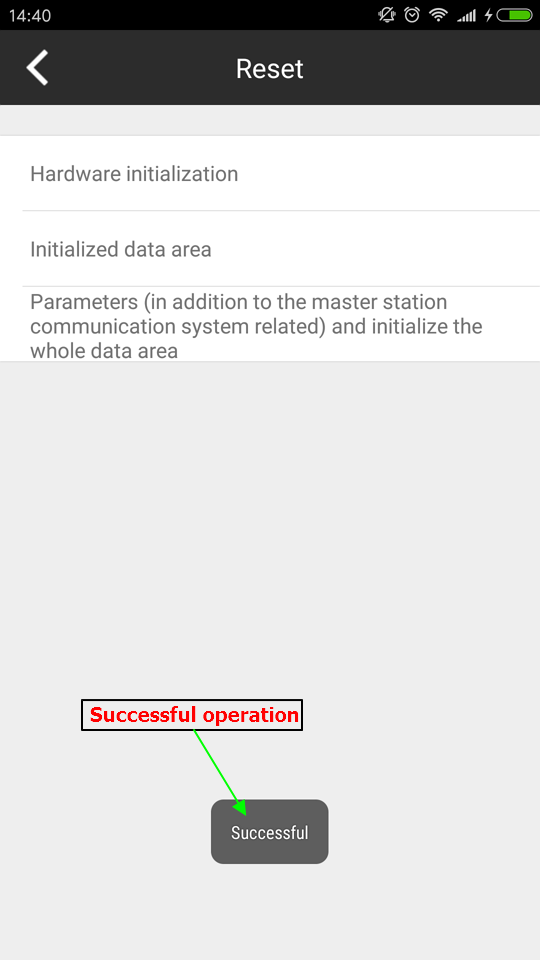 14:40
Reset
Hardware initialization
Initialized data area
Parameters (in addition to the master station
communication system related) and initialize the
whole data area
Successful operation
Successful